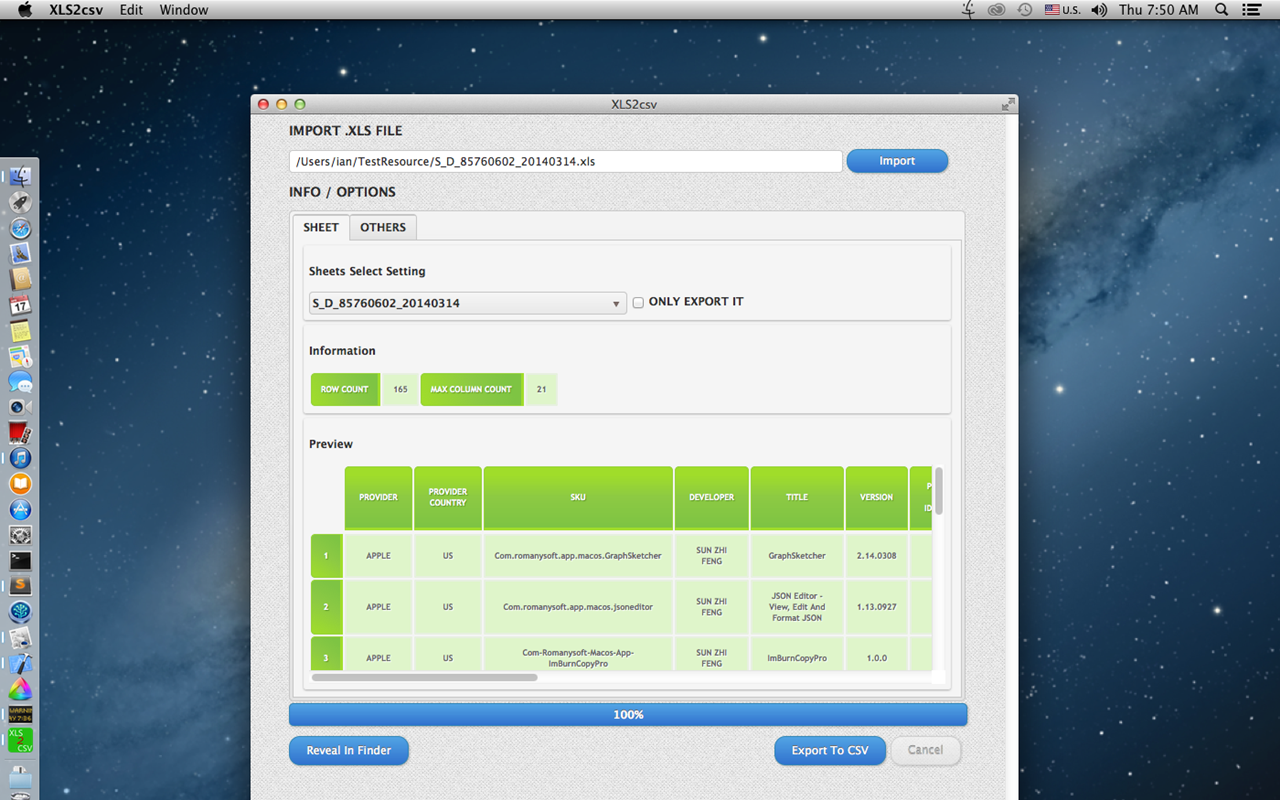 XLS2csv Edit Window U.S. Thu 7:50 AM
XLS2csv
IMPORT .XLS FILE
/Users/ian/TestResource/S_D_85760602_20140314.xls Import
INFO / OPTIONS
SHEET OTHERS
Sheets Select Setting
S_D_85760602_20140314 ONLY EXPORT IT
Information
ROW COUNT 165 MAX COLUMN COUNT 21
Preview
PROVIDER PROVIDER COUNTRY SKU DEVELOPER TITLE VERSION P ID
1 APPLE US Com.romanysoft.app.macos.GraphSketcher SUN ZHI FENG GraphSketcher 2.14.0308
2 APPLE US Com.romanysoft.app.macos.jsoneditor SUN ZHI FENG JSON Editor - View, Edit And Format JSON 1.13.0927
3 APPLE US Com-Romanysoft-Macos-App-ImBurnCopyPro SUN ZHI FENG ImBurnCopyPro 1.0.0
100%
Reveal In Finder Export To CSV Cancel
17
XLS
2
CSV